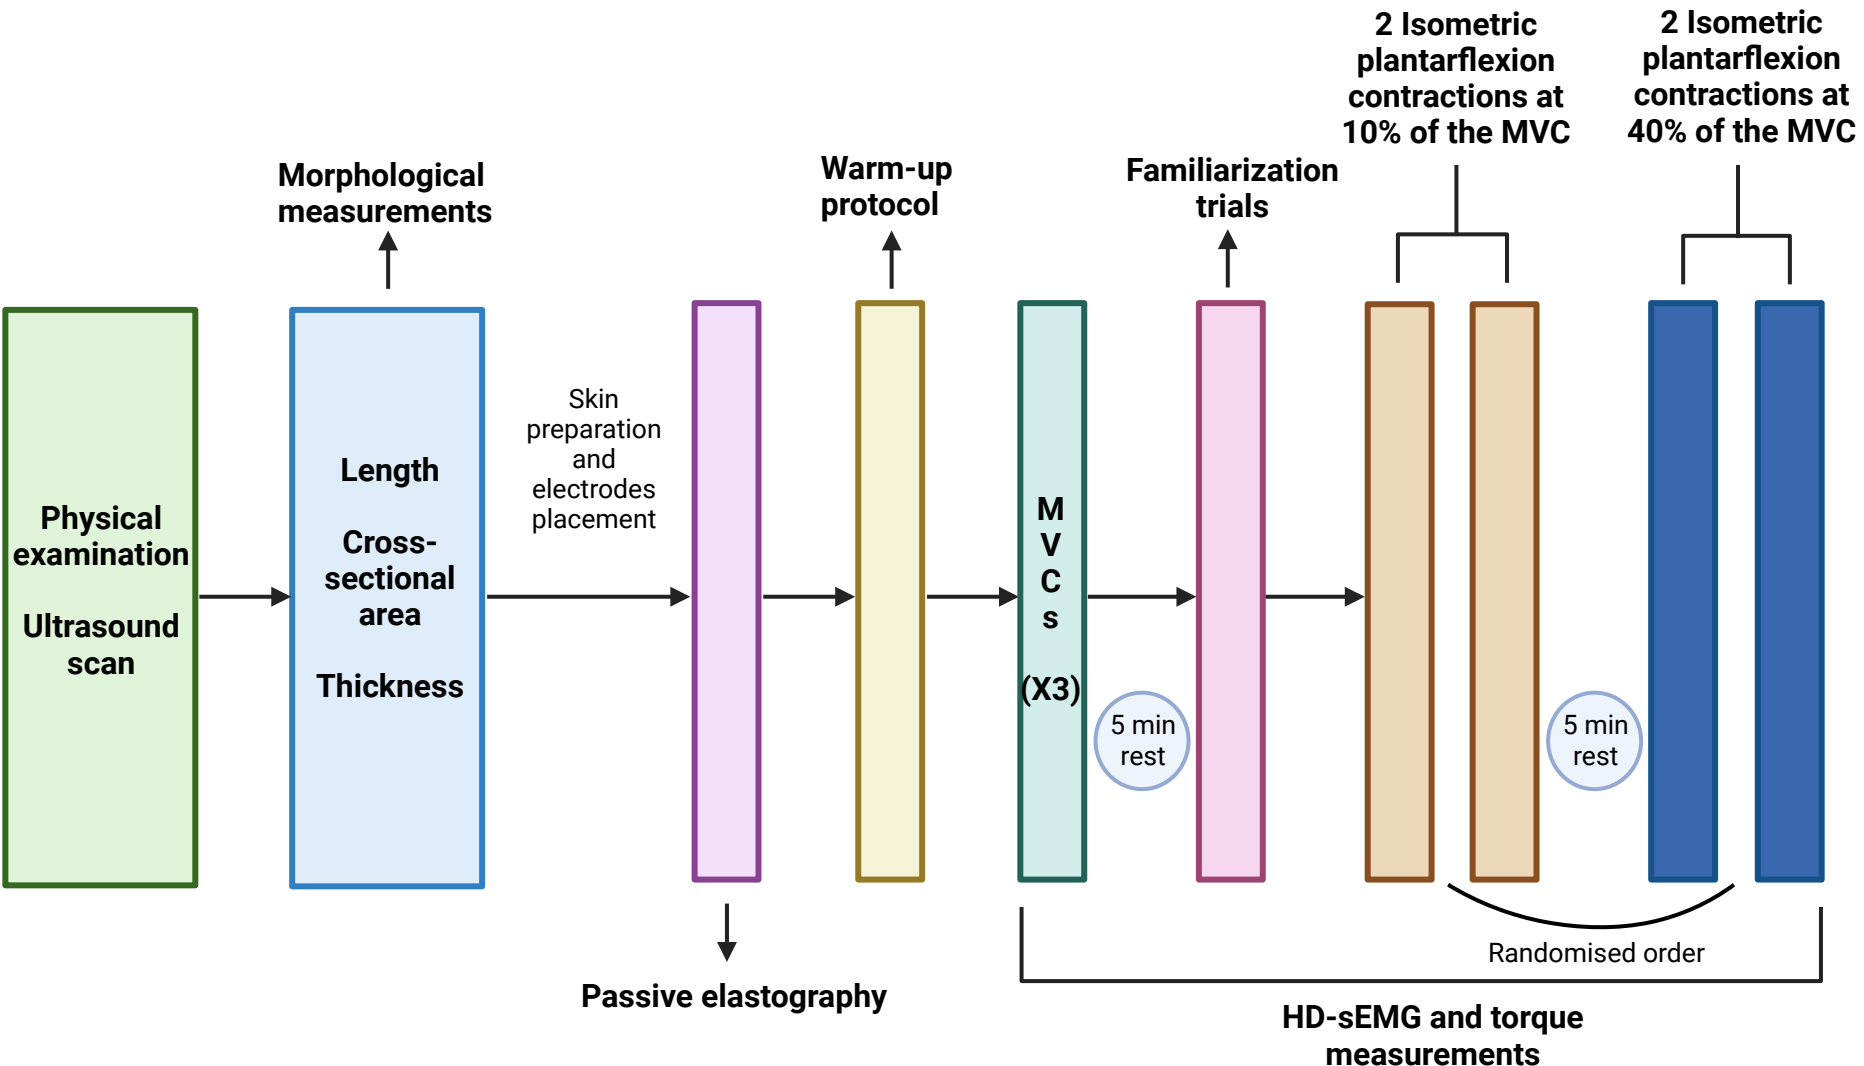 2 Isometric
plantarflexion
contractions at
10% of the MVC
2 Isometric
plantarflexion
contractions at
40% of the MVC
Morphological
measurements
Warm-up
protocol
Familiarization
trials
Physical
examination
Ultrasound
scan
Length
Cross-
sectional
area
Thickness
Skin
preparation
and
electrodes
placement
M
V
C
s
(X3)
5 min
rest
5 min
rest
Randomised order
Passive elastography
HD-sEMG and torque
measurements